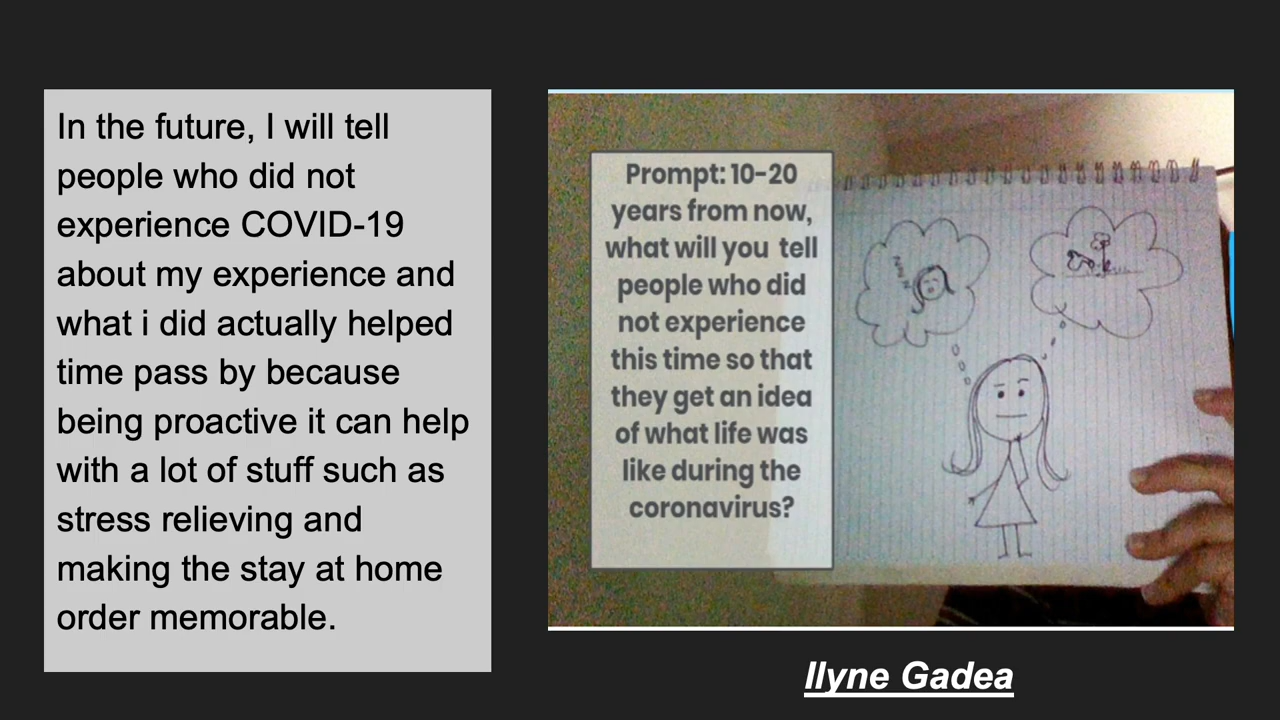 In the future, I will tell
people who did not
experience COVID-19
about my experience and
what i did actually helped
time pass by because
being proactive it can help
with a lot of stuff such as
stress relieving and
making the stay at home
order memorable.
Prompt: 10-20
years from now,
what will you tell
people who did
not experience
this time so that
they get an idea
of what life was
like during the
coronavirus?
zzzz
Ilyne Gadea